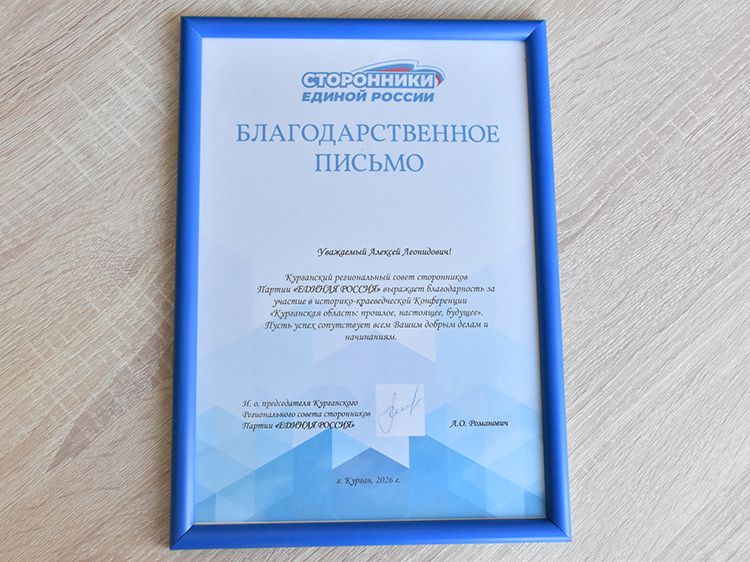 СТОРОННИКИ
ЕДИНОЙ РОССИИ
БЛАГОДАРСТВЕННОЕ
ПИСЬМО
Уважаемый Алексей Леонидович!
Курганский региональный совет сторонников
Партии «ЕДИНАЯ РОССИЯ» выражает благодарность за
участие в историко-краеведческой Конференции
«Курганская область: прошлое, настоящее, будущее».
Пусть успех сопутствует всем Вашим добрым делам и
начинаниям.
И. о. председателя Курганского
Регионального совета сторонников
Партии «ЕДИНАЯ РОССИЯ»
А.О. Романович
г. Курган, 2026 г.